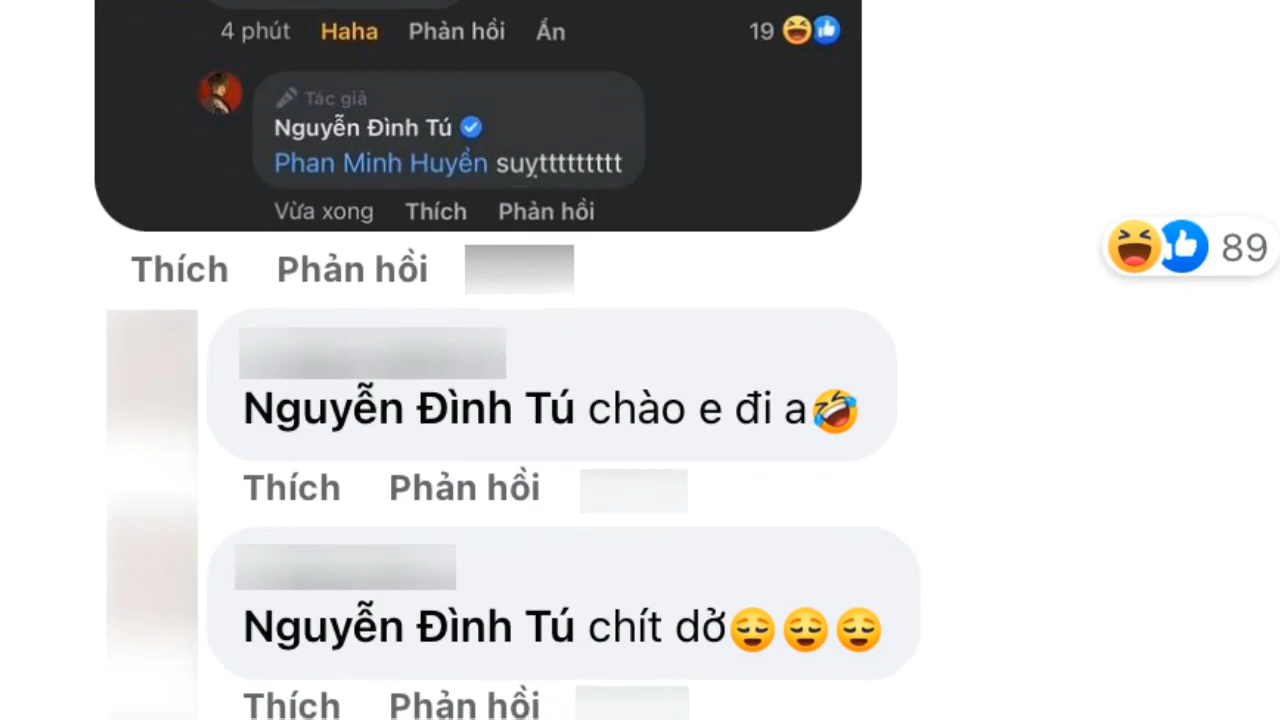 4 phút Haha Phản hồi Ẩn 19
Tác giả
Nguyễn Đình Tú
Phan Minh Huyền suỵttttttttt
Vừa xong Thích Phản hồi
Thích Phản hồi
89
Nguyễn Đình Tú chào e đi a🤣
Thích Phản hồi
Nguyễn Đình Tú chít dở😌😌😌
Thích Phản hồi